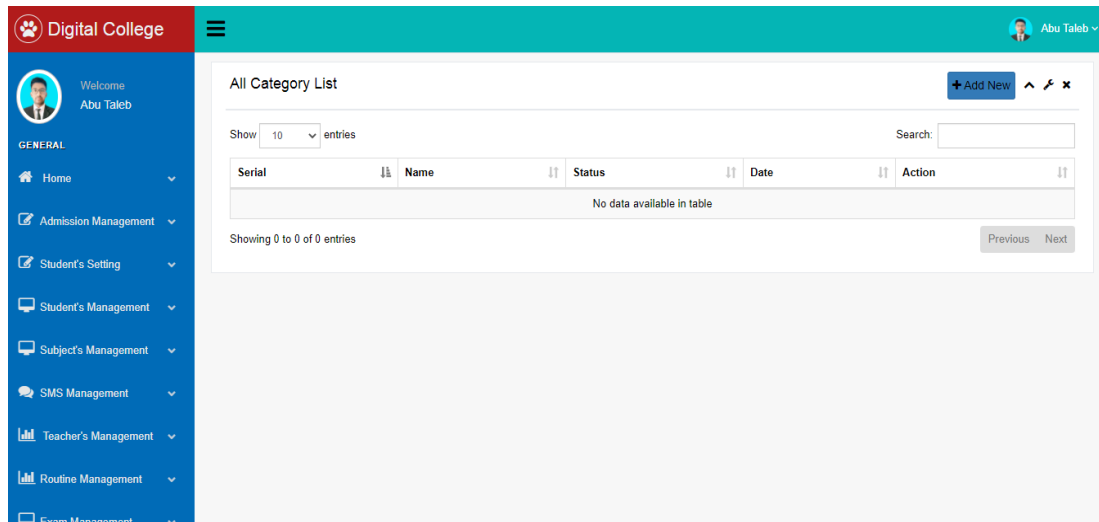 Digital College
Abu Taleb
Welcome
Abu Taleb
GENERAL
Home
Admission Management
Student's Setting
Student's Management
Subject's Management
SMS Management
Teacher's Management
Routine Management
Exam Management
All Category List
Add New
Show 10 entries
Search:
Serial Name Status Date Action
No data available in table
Showing 0 to 0 of 0 entries
Previous Next